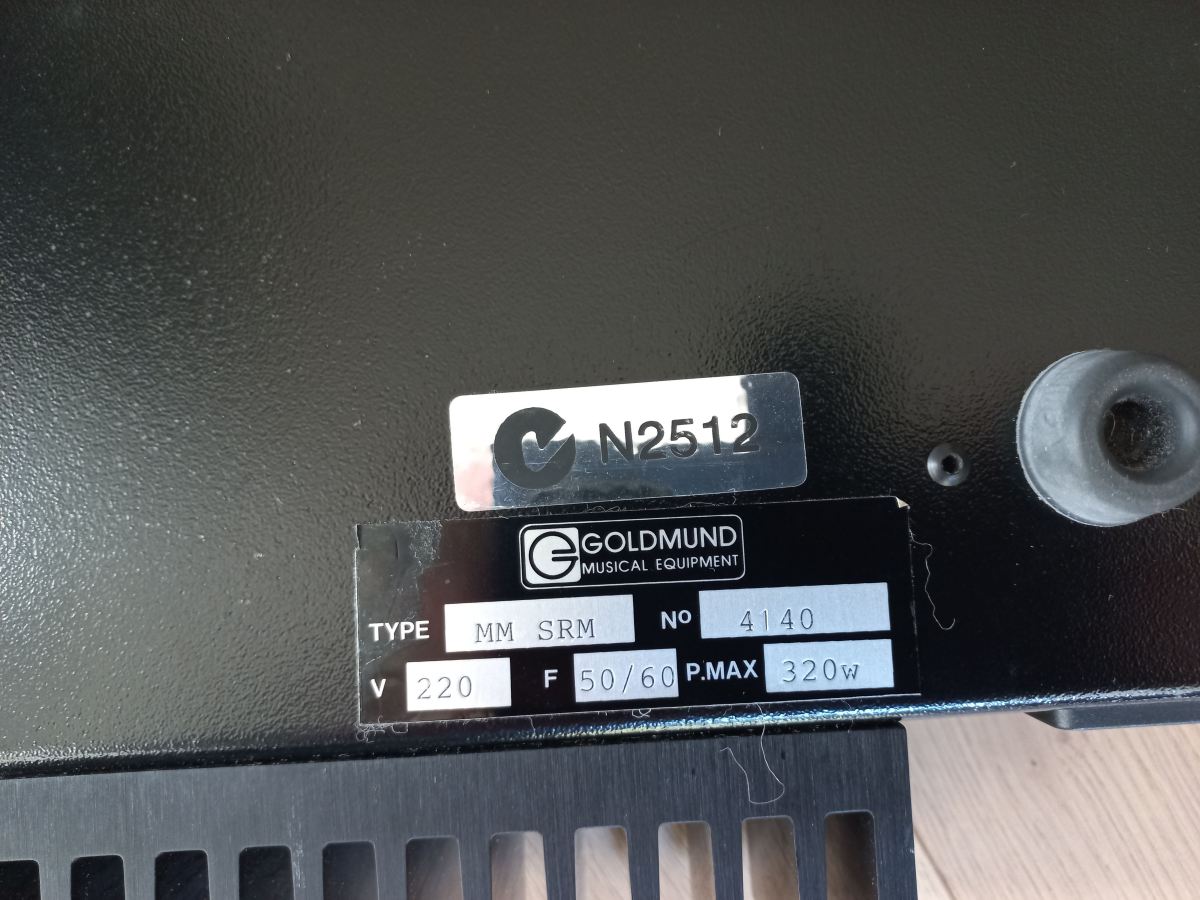 N2512
GOLDMUND
MUSICAL EQUIPMENT
TYPE MM SRM Nº 4140
V 220 F 50/60 P.MAX 320w